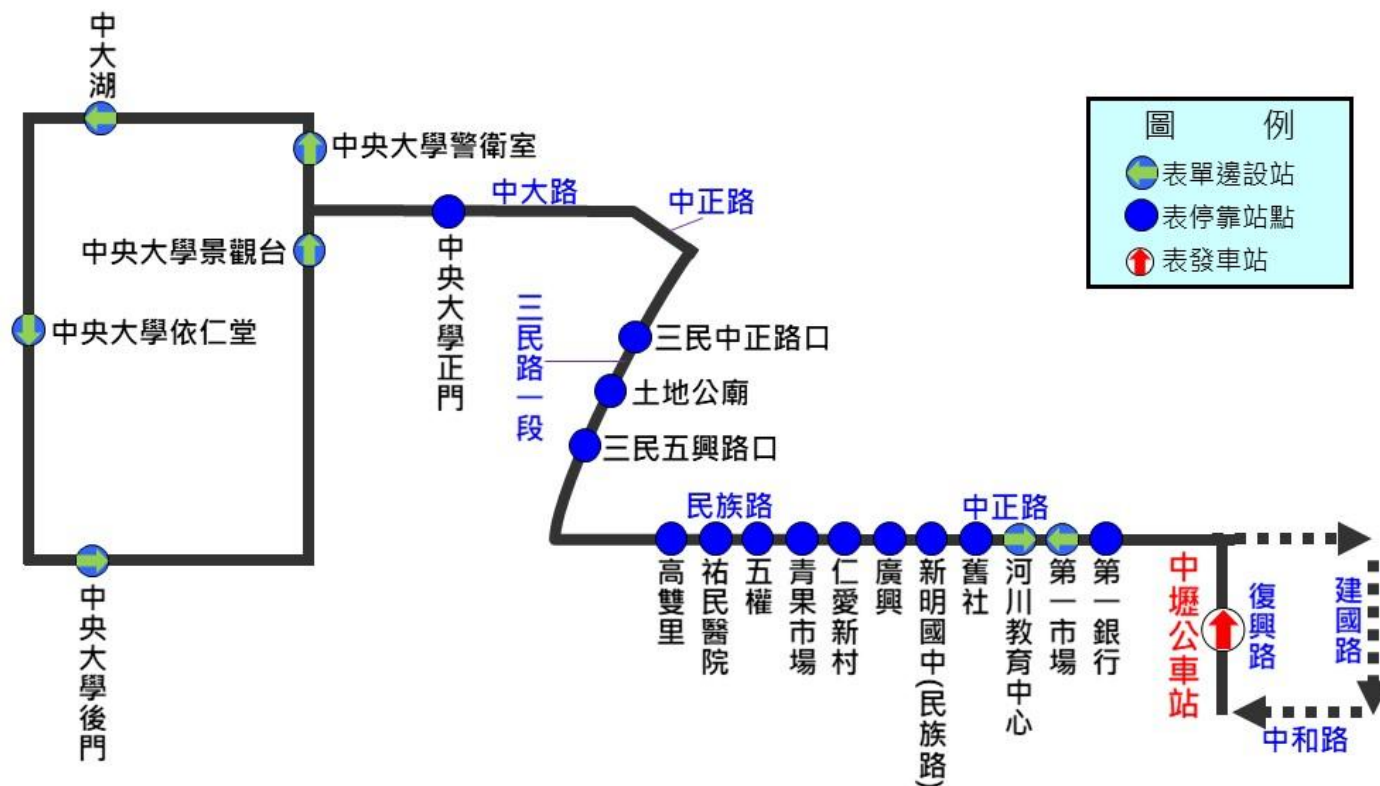 中大湖
中央大學警衛室
中央大學景觀台
中央大學依仁堂
中央大學後門
中央大學正門
中大路
中正路
三民路一段
三民中正路口
土地公廟
三民五興路口
民族路
中正路
高雙里
祐民醫院
五權
青果市場
仁愛新村
廣興
新明國中(民族路)
舊社
河川教育中心
第一市場
第一銀行
中壢公車站
復興路
建國路
中和路
圖 例
表單邊設站
表停靠站點
表發車站